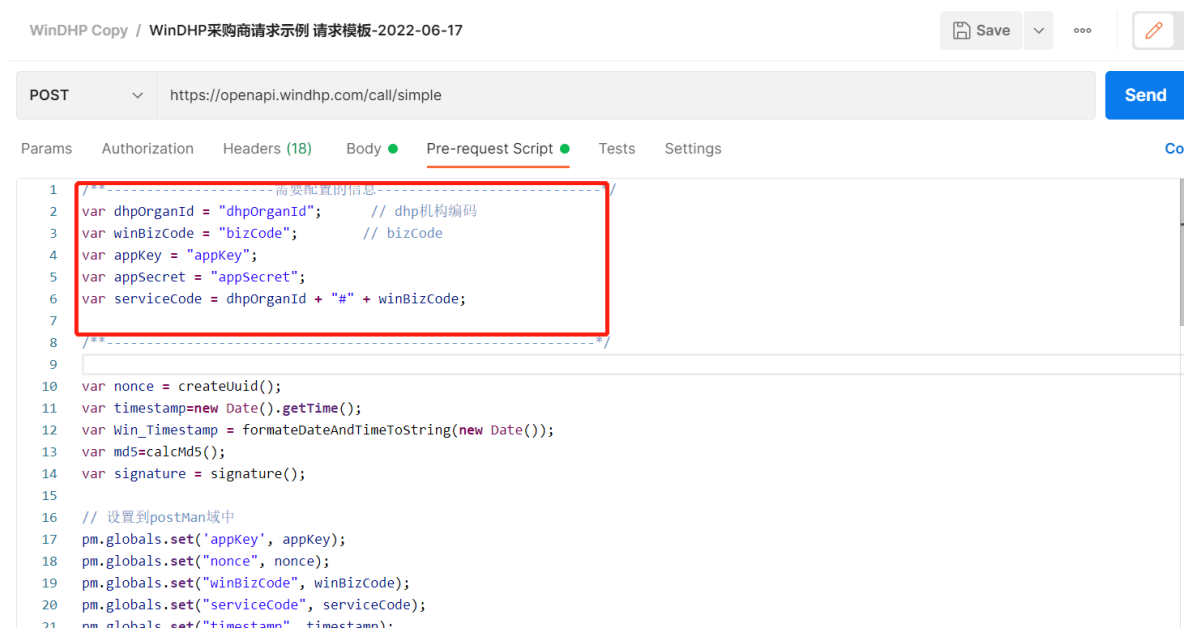 WinDHP Copy / WinDHP采购商请求示例 请求模板-2022-06-17
Save
POST
https://openapi.windhp.com/call/simple
Send
Params Authorization Headers (18) Body Pre-request Script Tests Settings Co
1 /**---------------------需要配置的信息----------------------------*/
2 var dhpOrganId = "dhpOrganId"; // dhp机构编码
3 var winBizCode = "bizCode"; // bizCode
4 var appKey = "appKey";
5 var appSecret = "appSecret";
6 var serviceCode = dhpOrganId + "#" + winBizCode;
7
8 /**-------------------------------------------------------------*/
9
10 var nonce = createUuid();
11 var timestamp=new Date().getTime();
12 var Win_Timestamp = formateDateAndTimeToString(new Date());
13 var md5=calcMd5();
14 var signature = signature();
15
16 // 设置到postMan域中
17 pm.globals.set('appKey', appKey);
18 pm.globals.set("nonce", nonce);
19 pm.globals.set("winBizCode", winBizCode);
20 pm.globals.set("serviceCode", serviceCode);
21 pm.globals.set("timestamp", timestamp);